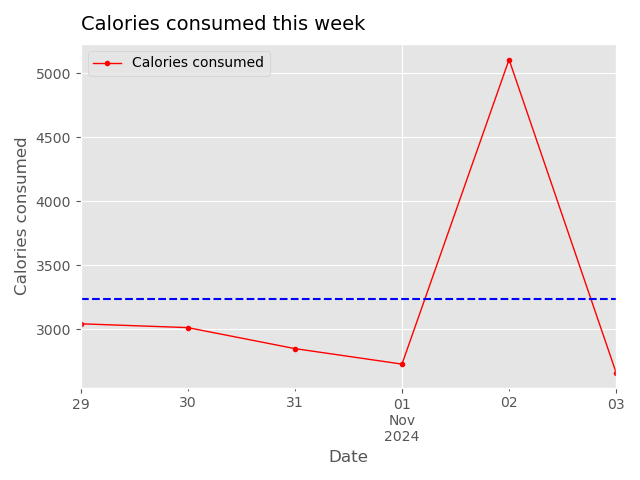 Calories consumed this week
Calories consumed
5000
4500
4000
3500
3000
Calories consumed
29
30
31
01
Nov
2024
02
03
Date